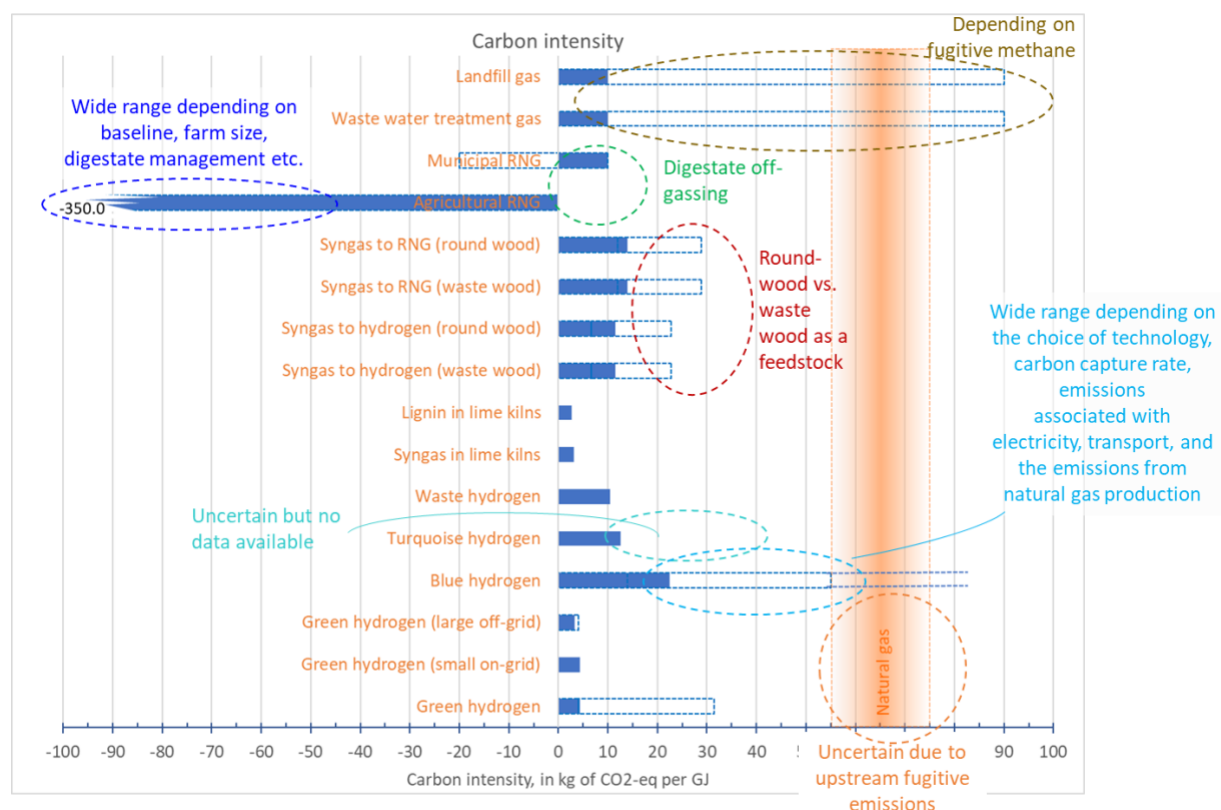 Depending on
fugitive methane
Carbon intensity
Landfill gas
Wide range depending on
baseline, farm size,
digestate management etc.
Waste water treatment gas
Municipal RNG
Digestate off-
gassing
-350.0
Agricultural RNG
Syngas to RNG (round wood)
Round-
wood vs.
waste
wood as a
feedstock
Syngas to RNG (waste wood)
Syngas to hydrogen (round wood)
Syngas to hydrogen (waste wood)
Wide range depending on
the choice of technology,
carbon capture rate,
emissions
associated with
electricity, transport, and
the emissions from
natural gas production
Lignin in lime kilns
Syngas in lime kilns
Waste hydrogen
Uncertain but no
data available
Turquoise hydrogen
Blue hydrogen
Green hydrogen (large off-grid)
Green hydrogen (small on-grid)
Natural gas
Green hydrogen
-100 -90 -80 -70 -60 -50 -40 -30 -20 -10 0 10 20 30 40 90 100
Carbon intensity, in kg of CO2-eq per GJ
Uncertain due to
upstream fugitive
emissions